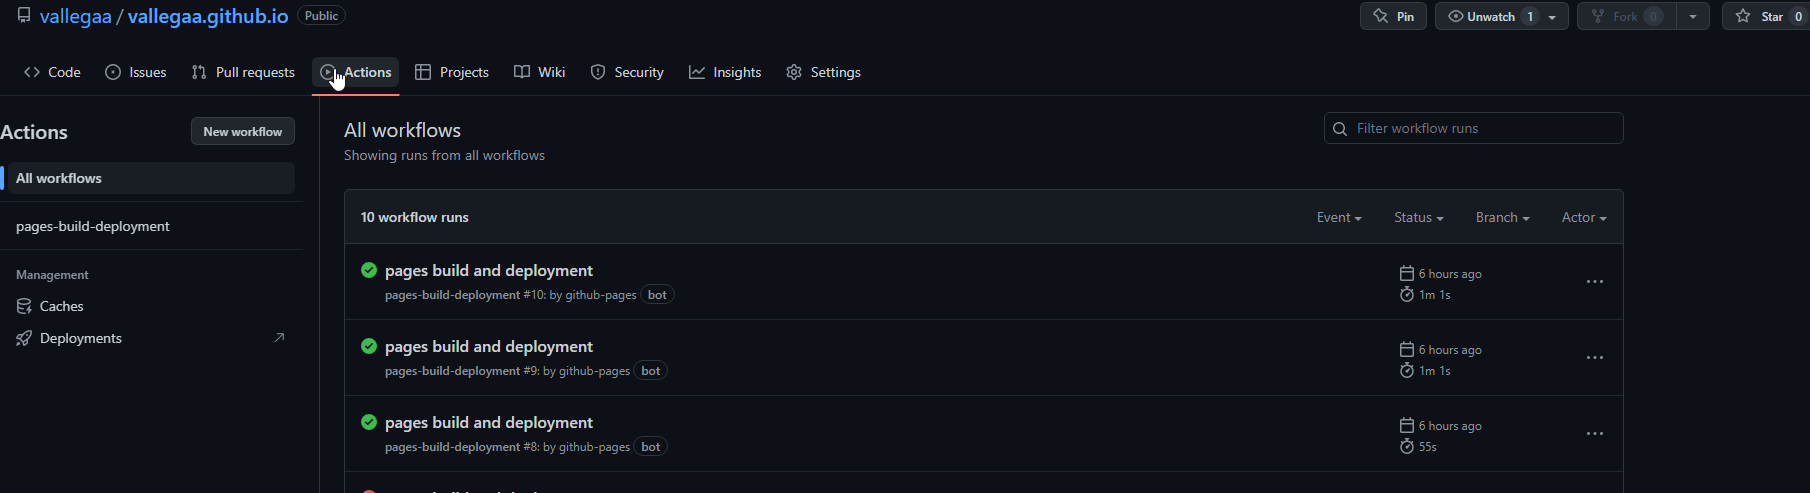 vallegaa / vallegaa.github.io Public
Pin Unwatch 1 Fork 0 Star 0
Code Issues Pull requests Actions Projects Wiki Security Insights Settings
Actions New workflow
All workflows
pages-build-deployment
Management
Caches
Deployments
All workflows
Showing runs from all workflows
Filter workflow runs
10 workflow runs Event Status Branch Actor
pages build and deployment
pages-build-deployment #10: by github-pages bot
6 hours ago
1m 1s
pages build and deployment
pages-build-deployment #9: by github-pages bot
6 hours ago
1m 1s
pages build and deployment
pages-build-deployment #8: by github-pages bot
6 hours ago
55s